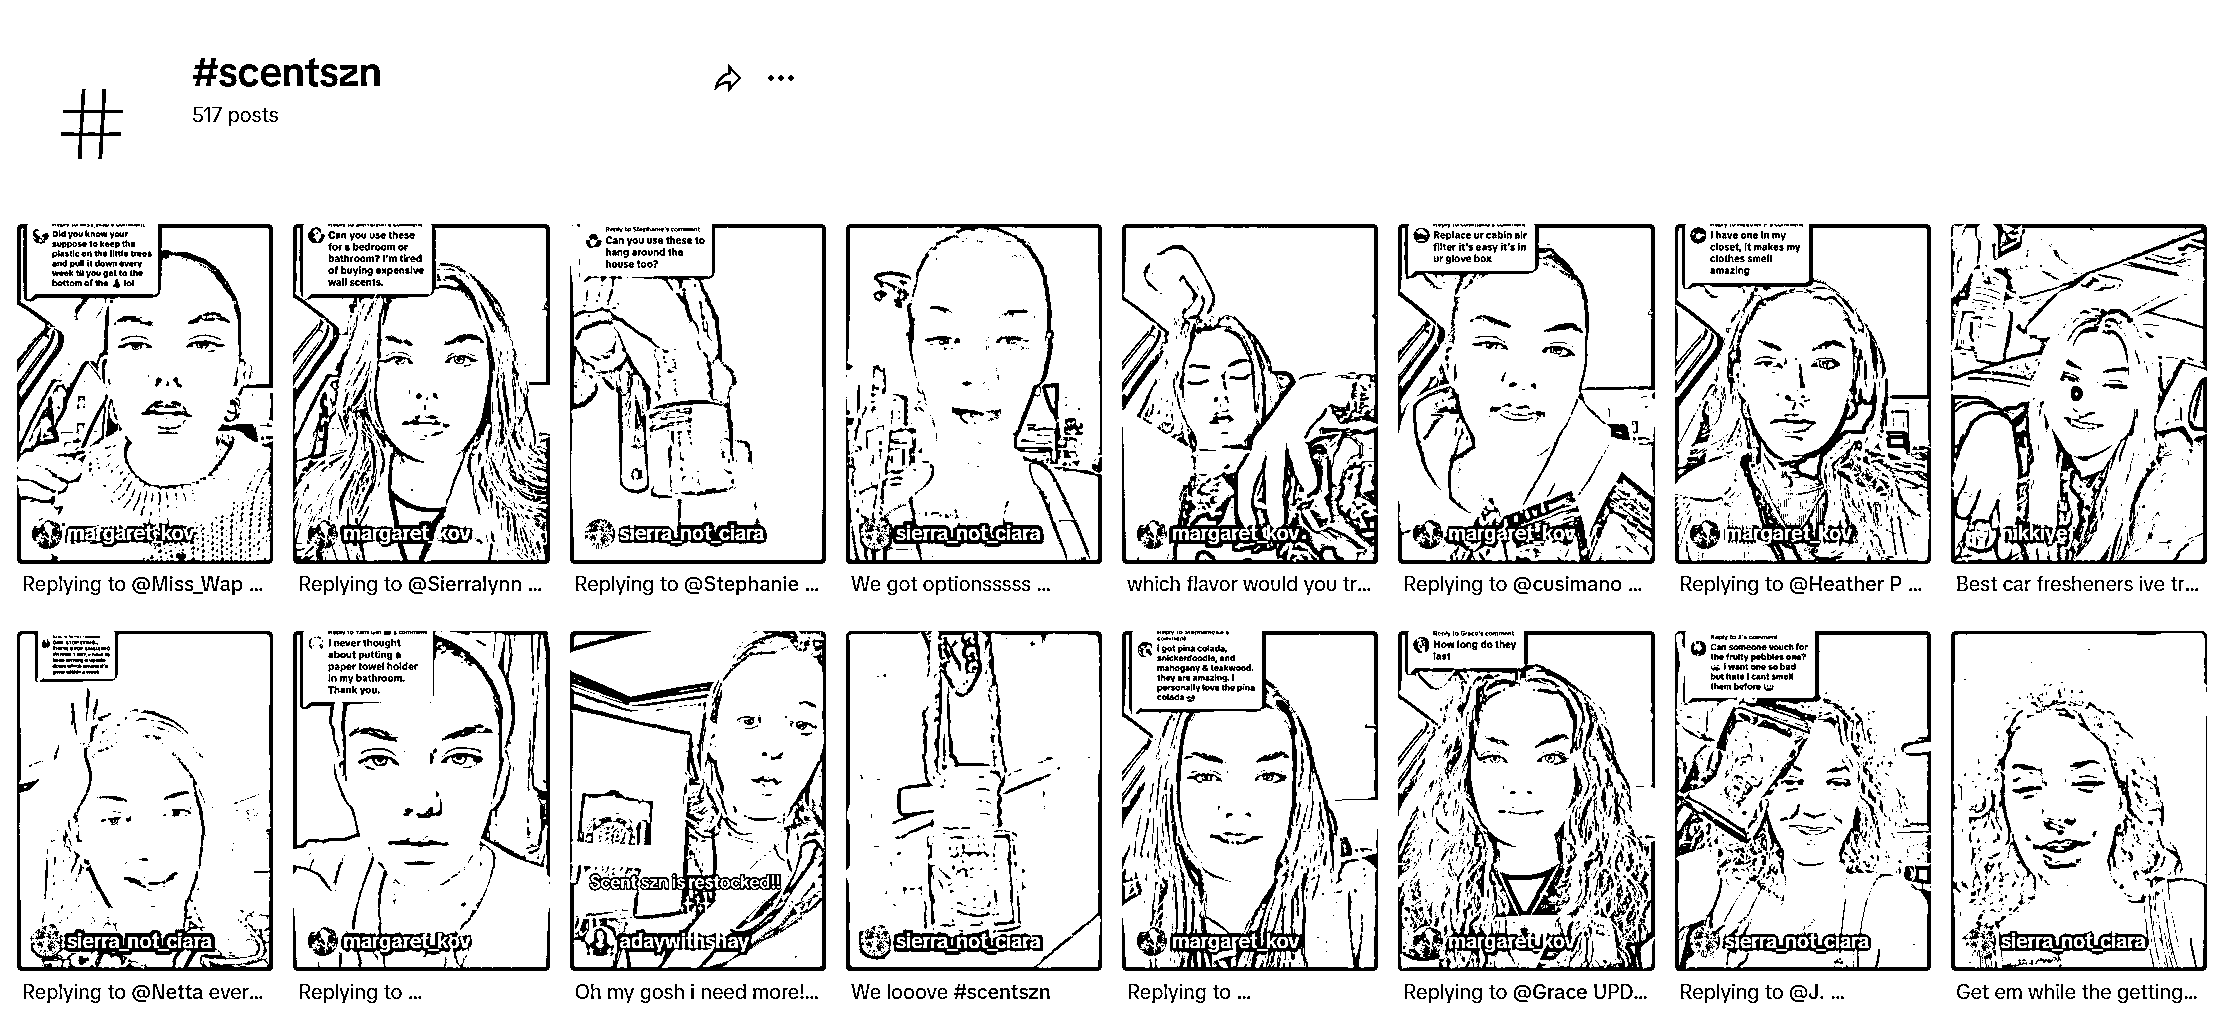 #scentszn
517 posts
Did you know your
suppose to keep the
plastic on the little trees
and pull it down every
week til you get to the
bottom of the lol
margaret_kov
Replying to @Miss_Wap ...
Can you use these
for a bedroom or
bathroom? I'm tired
of buying expensive
wall scents.
margaret_kov
Replying to @Sierralynn ...
Reply to Stephanie's comment
Can you use these to
hang around the
house too?
sierra_not_ciara
Replying to @Stephanie ...
sierra_not_ciara
We got optionsssss ...
margaret_kov
which flavor would you tr...
Replace ur cabin air
filter it's easy it's in
ur glove box
margaret_kov
Replying to @cusimano ...
I have one in my
closet, it makes my
clothes smell
amazing
margaret_kov
Replying to @Heather P ...
nikkiye
Best car fresheners ive tr...
sierra_not_ciara
Replying to @Netta ever...
I never thought
about putting a
paper towel holder
in my bathroom.
Thank you.
margaret_kov
Replying to ...
Scent szn is restocked!!
adaywithshay
Oh my gosh i need more!...
sierra_not_ciara
We looove #scentszn
I got pina colada,
snickerdoodle, and
mahogany & teakwood.
they are amazing. I
personally love the pina
colada
margaret_kov
Replying to ...
Reply to Grace's comment
How long do they
last
margaret_kov
Replying to @Grace UPD...
Reply to J's comment
Can someone vouch for
the fruity pebbles one?
I want one so bad
but hate I cant smell
them before
sierra_not_ciara
Replying to @J. ...
sierra_not_ciara
Get em while the getting...